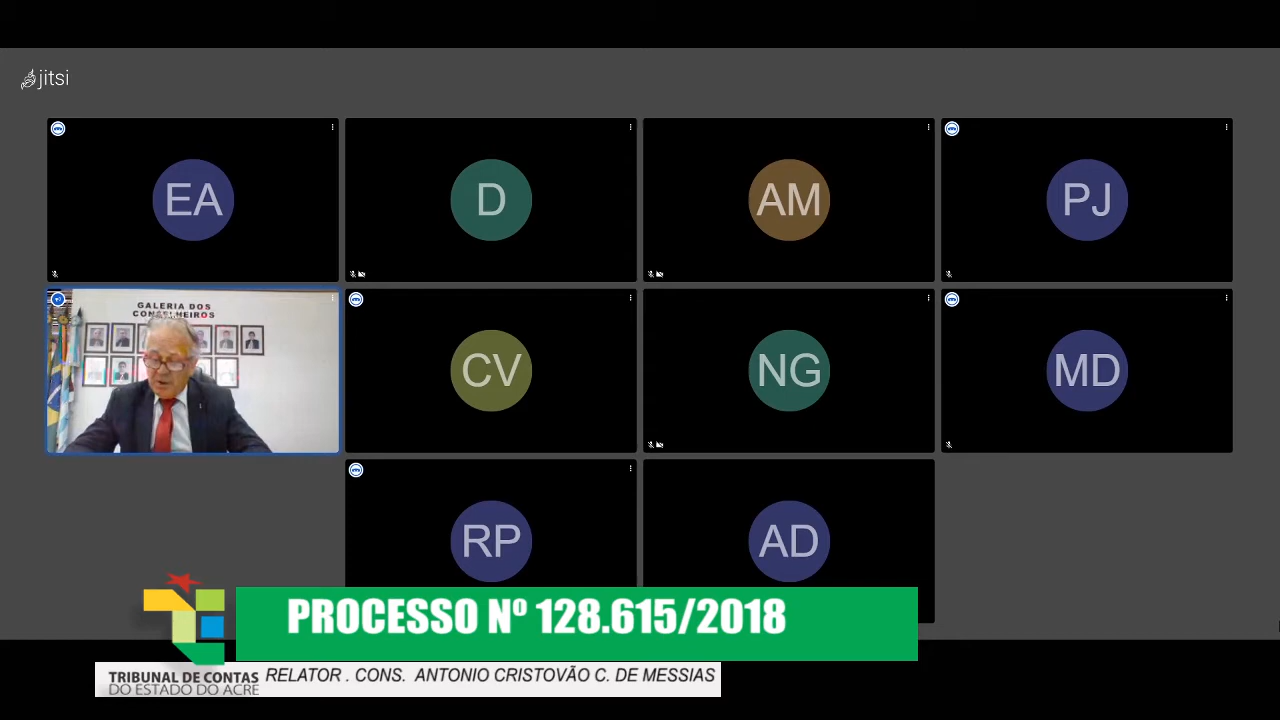 jitsi
EA
D
AM
PJ
GALERIA DOS
CONSELHEIROS
CV
NG
MD
RP
AD
PROCESSO Nº 128.615/2018
TRIBUNAL DE CONTAS
DO ESTADO DO ACRE
RELATOR . CONS. ANTONIO CRISTOVÃO C. DE MESSIAS